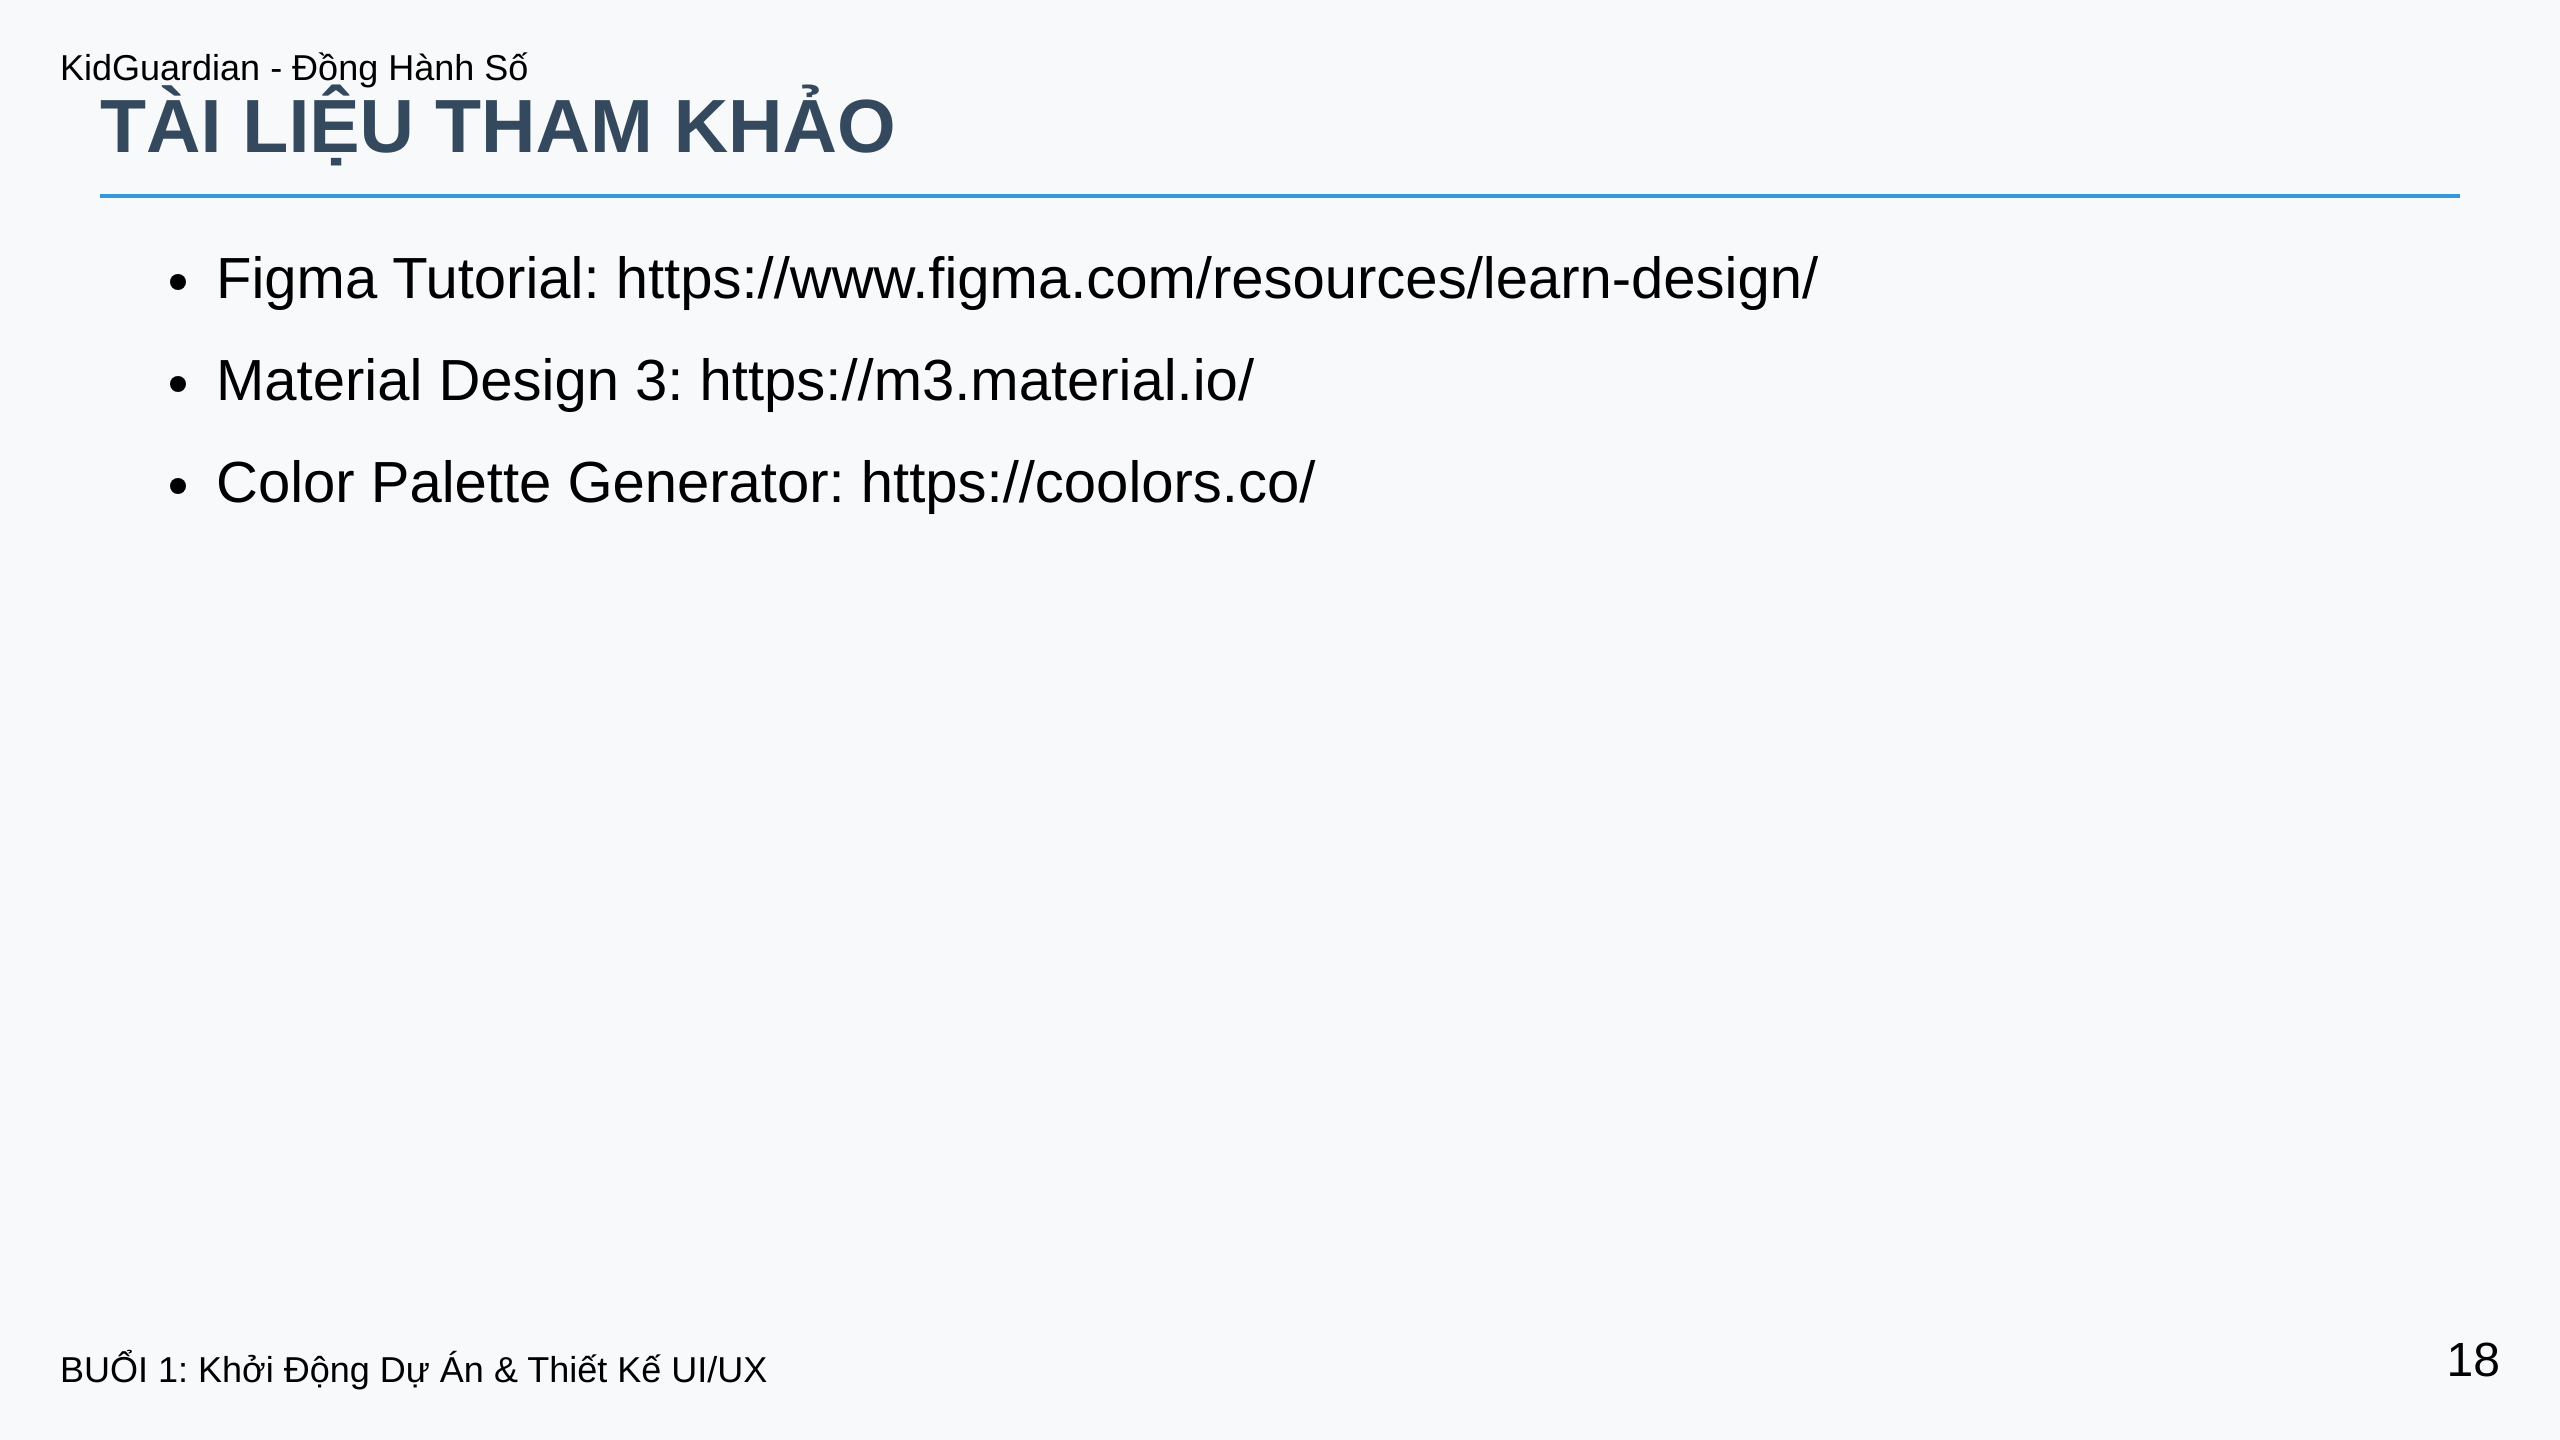 KidGuardian - Đồng Hành Số
TÀI LIỆU THAM KHẢO
• Figma Tutorial: https://www.figma.com/resources/learn-design/
• Material Design 3: https://m3.material.io/
• Color Palette Generator: https://coolors.co/
BUỔI 1: Khởi Động Dự Án & Thiết Kế UI/UX
18